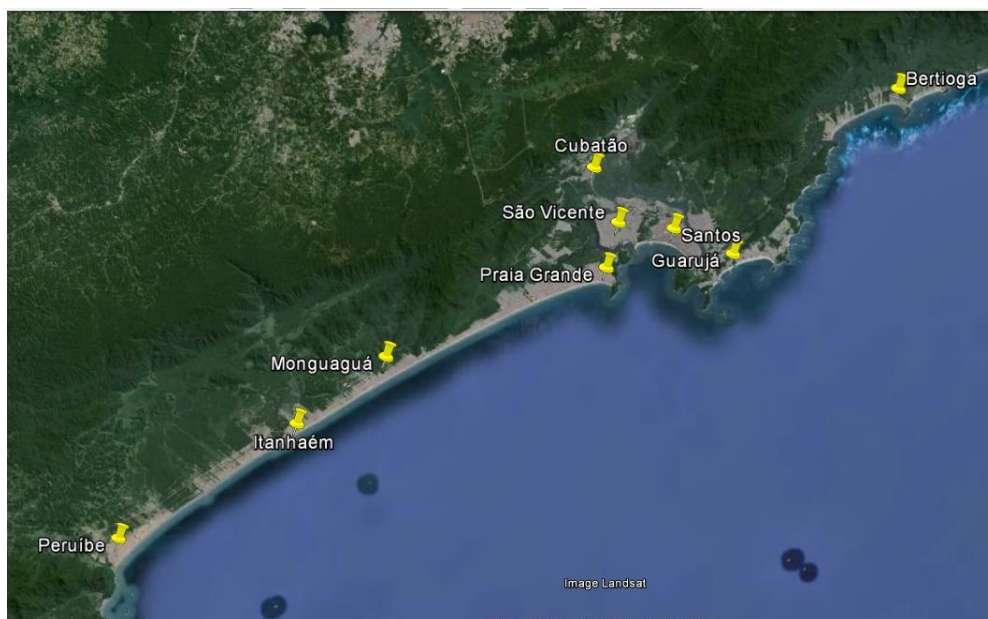 Bertioga
Cubatão
São Vicente
Santos
Guarujá
Praia Grande
Monguaguá
Itanhaém
Peruíbe
Image Landsat